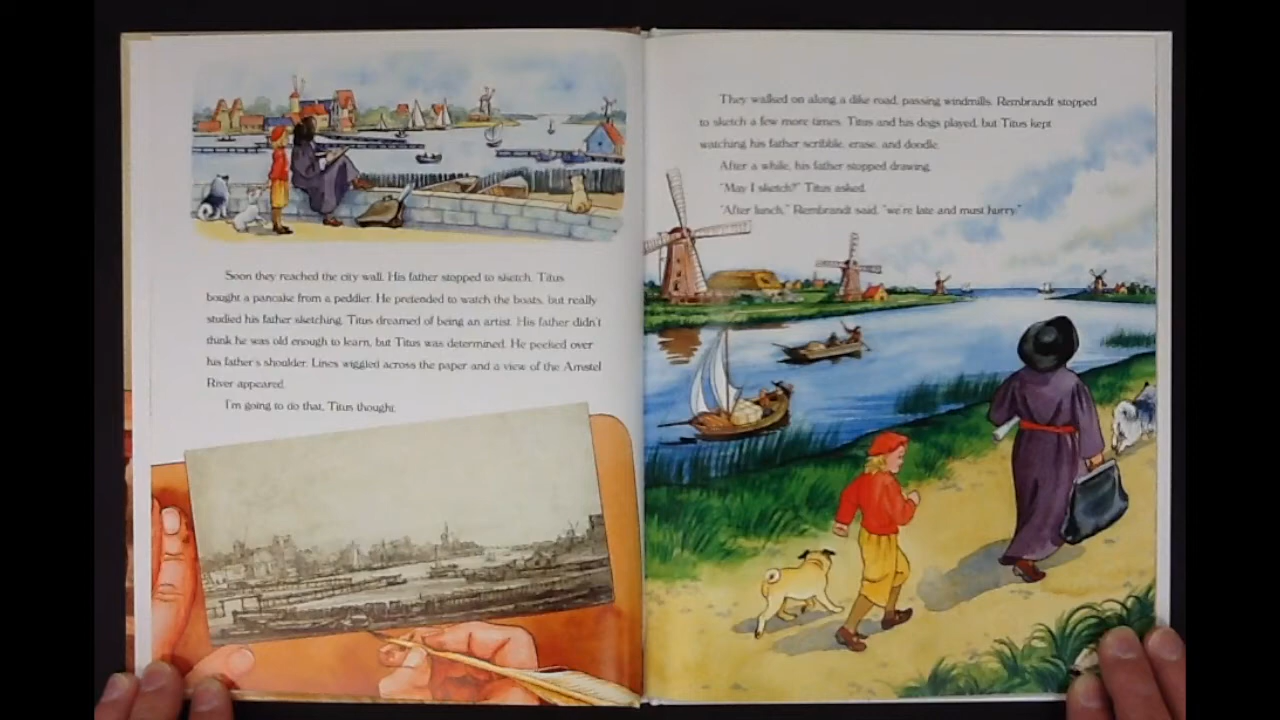 Soon they reached the city wall. His father stopped to sketch. Titus
bought a pancake from a peddler. He pretended to watch the boats, but really
studied his father sketching. Titus dreamed of being an artist. His father didn't
think he was old enough to learn, but Titus was determined. He peeked over
his father's shoulder. Lines wiggled across the paper and a view of the Amstel
River appeared.
I'm going to do that, Titus thought.
They walked on along a dike road, passing windmills. Rembrandt stopped
to sketch a few more times. Titus and his dogs played, but Titus kept
watching his father scribble, erase, and doodle.
After a while, his father stopped drawing.
"May I sketch?" Titus asked.
"After lunch," Rembrandt said, "we're late and must hurry."